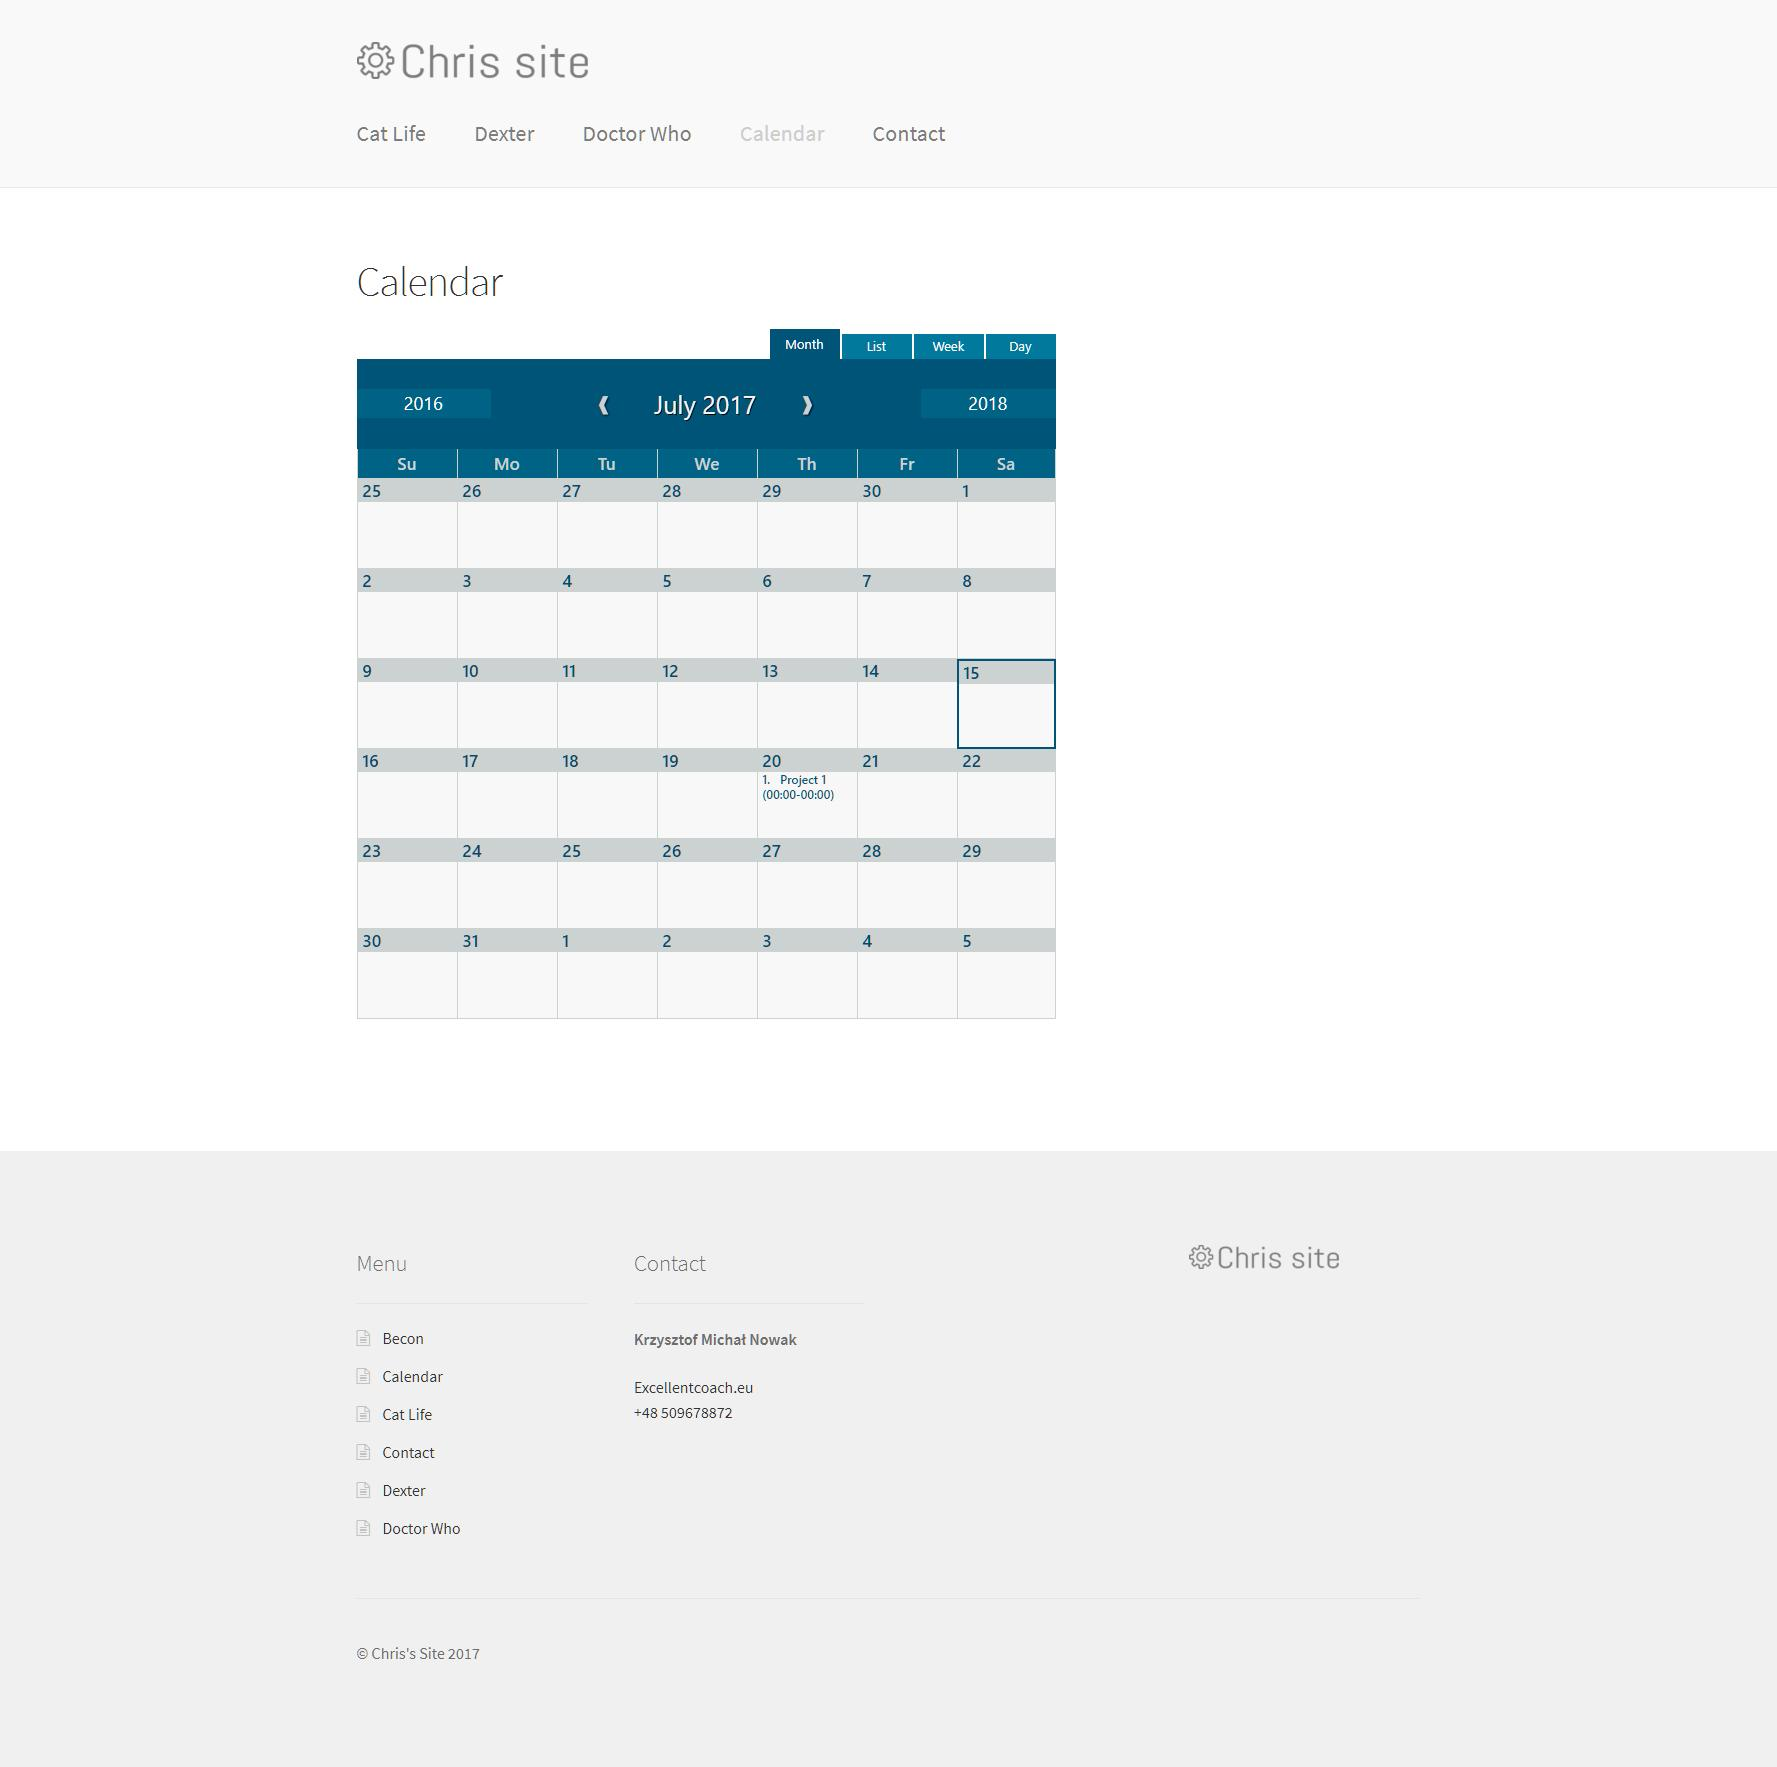 Chris site
Cat Life Dexter Doctor Who Calendar Contact
Calendar
Month List Week Day
2016 ❰ July 2017 ❱ 2018
Su Mo Tu We Th Fr Sa
25 26 27 28 29 30 1
2 3 4 5 6 7 8
9 10 11 12 13 14 15
16 17 18 19 20 21 22
1. Project 1
(00:00-00:00)
23 24 25 26 27 28 29
30 31 1 2 3 4 5
Menu
Becon
Calendar
Cat Life
Contact
Dexter
Doctor Who
Contact
Krzysztof Michał Nowak
Excellentcoach.eu
+48 509678872
Chris site
© Chris's Site 2017